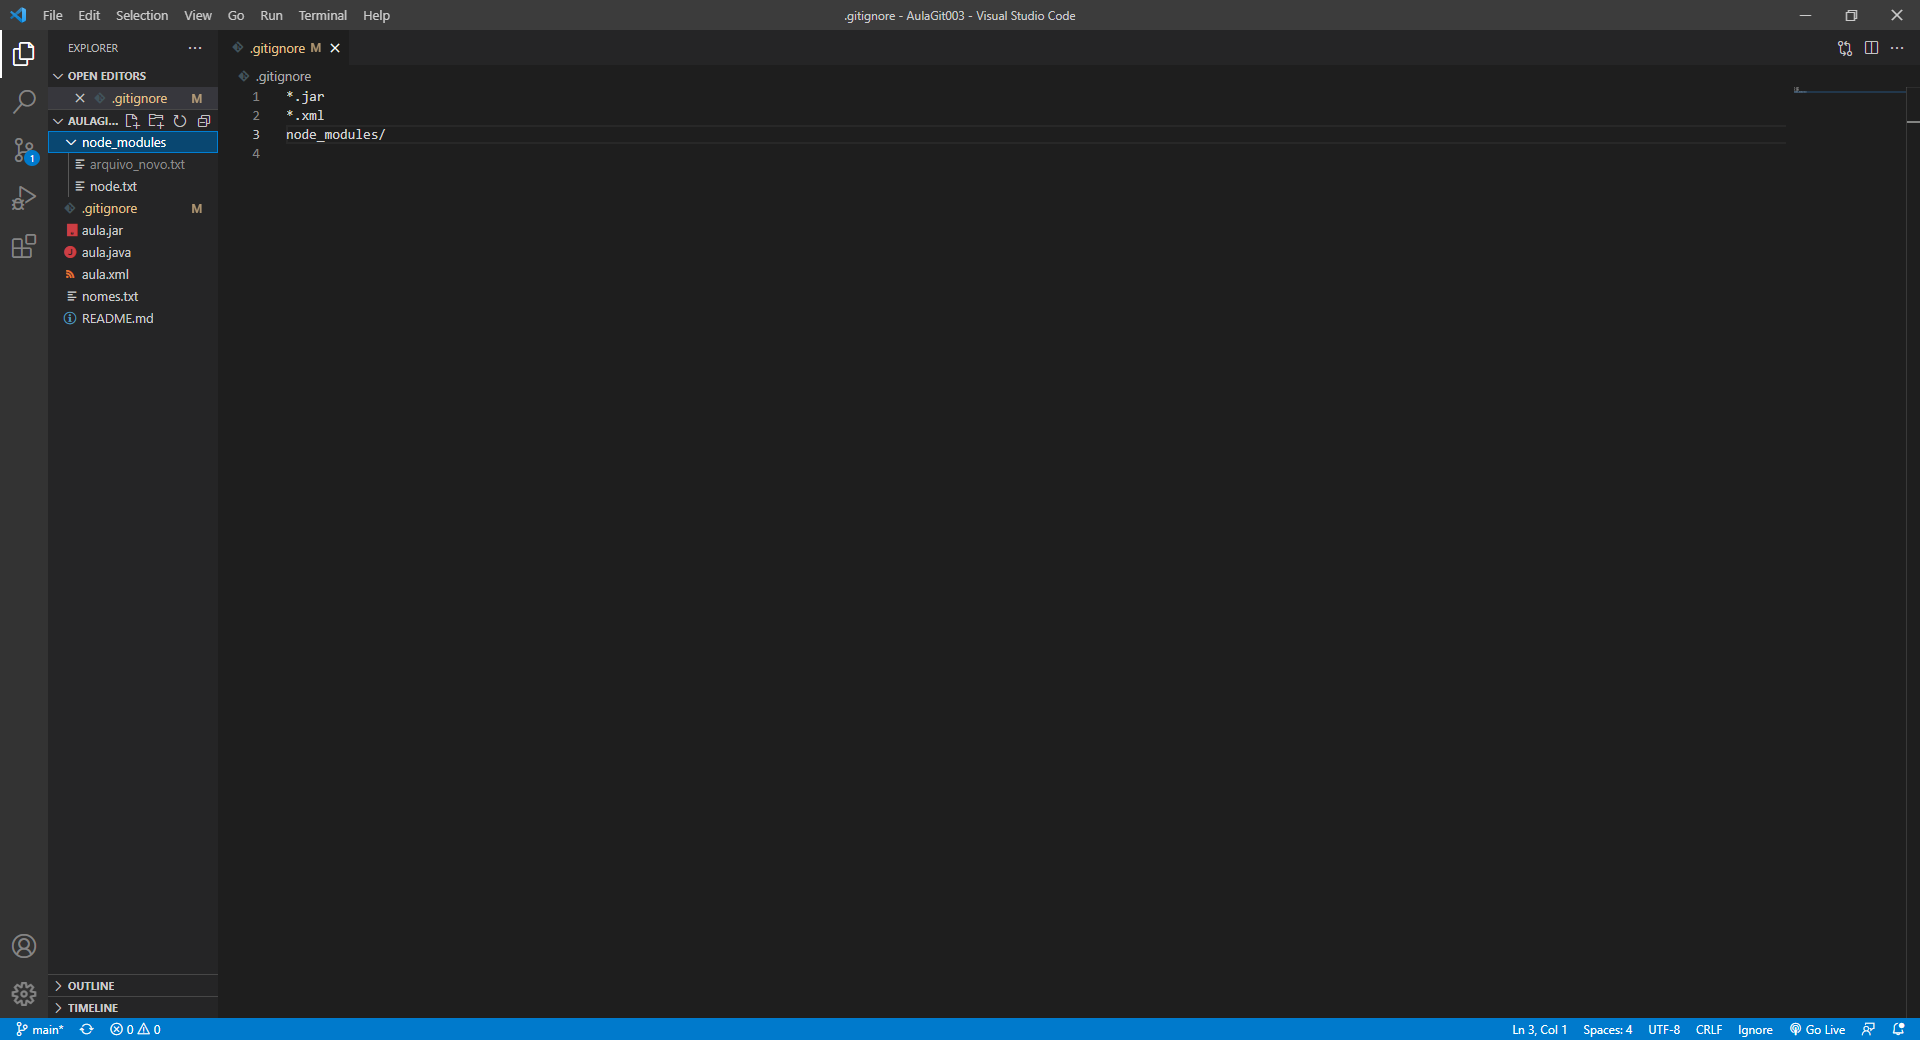 File Edit Selection View Go Run Terminal Help
.gitignore - AulaGit003 - Visual Studio Code
EXPLORER
OPEN EDITORS
.gitignore M
AULAGI...
node_modules
arquivo_novo.txt
node.txt
.gitignore M
aula.jar
aula.java
aula.xml
nomes.txt
README.md
OUTLINE
TIMELINE
1
.gitignore M
.gitignore
1 *.jar
2 *.xml
3 node_modules/
4
main* 0 0
Ln 3, Col 1 Spaces: 4 UTF-8 CRLF Ignore Go Live